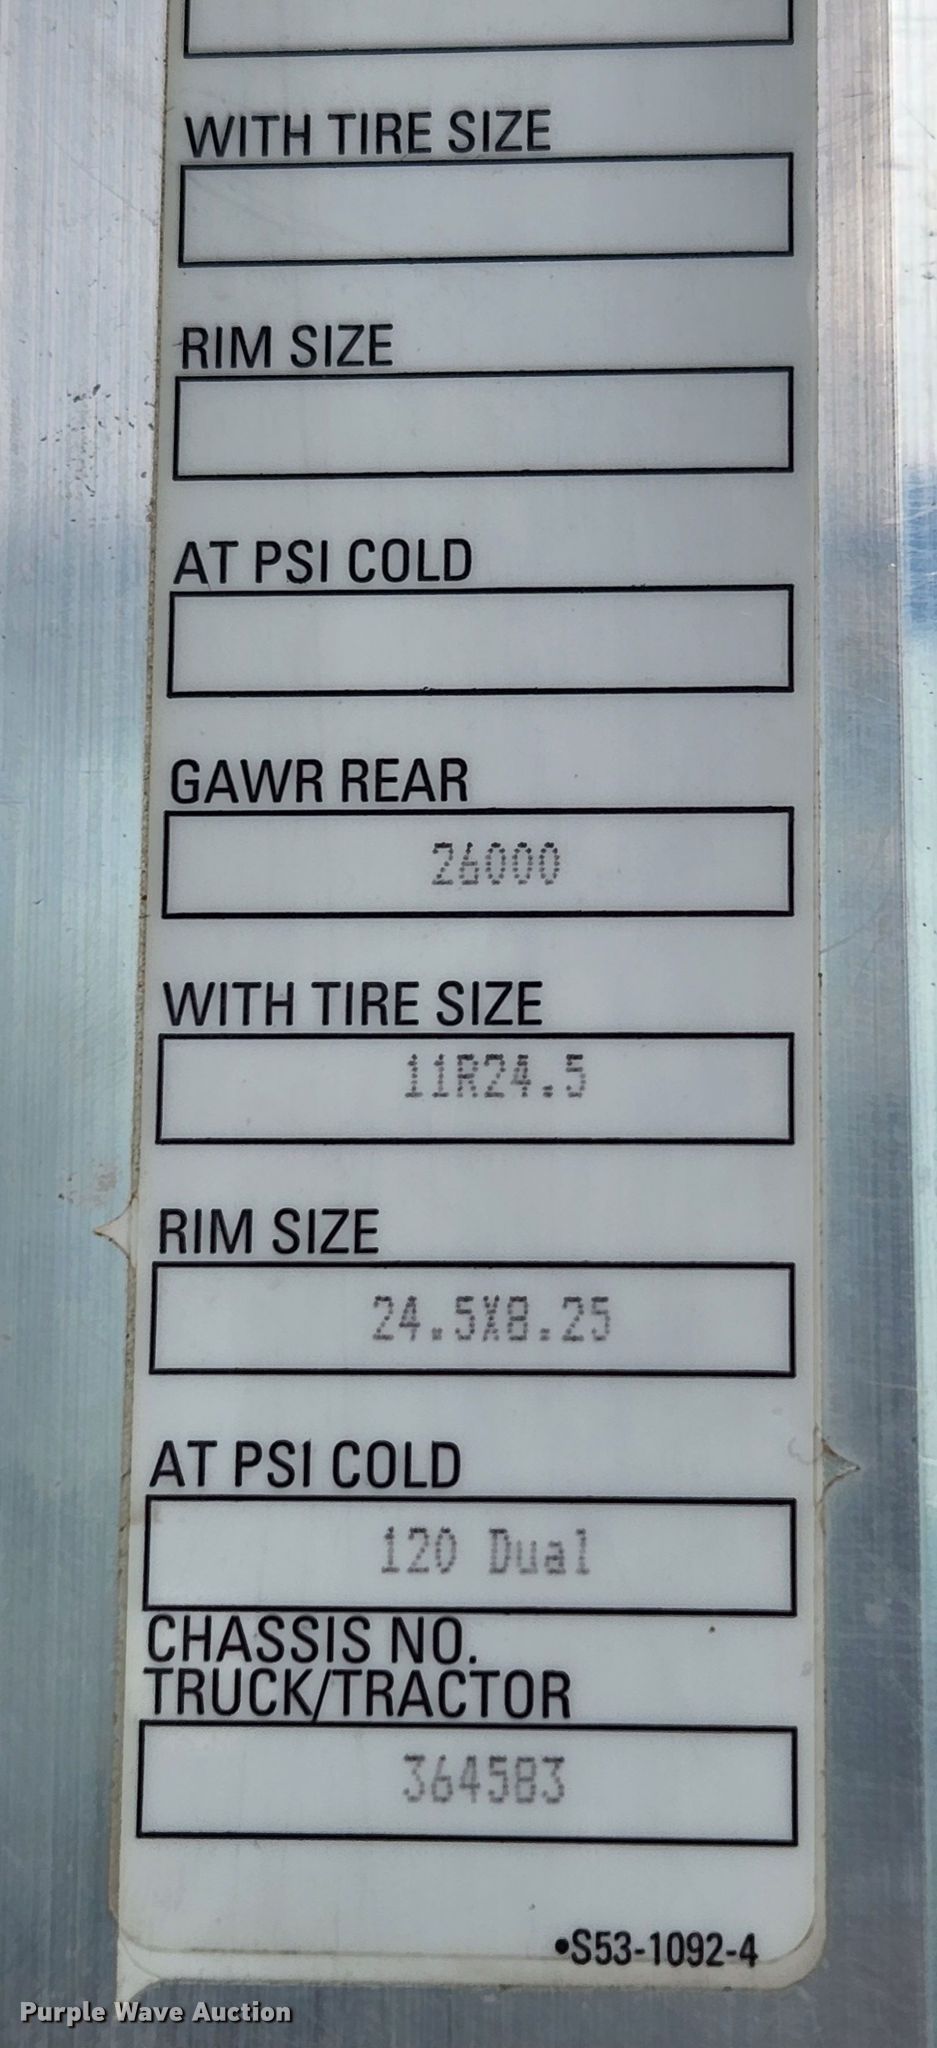 WITH TIRE SIZE
RIM SIZE
AT PSI COLD
GAWR REAR
26000
WITH TIRE SIZE
11R24.5
RIM SIZE
24.5X8.25
AT PSI COLD
120 Dual
CHASSIS NO.
TRUCK/TRACTOR
364583
•S53-1092-4
Purple Wave Auction